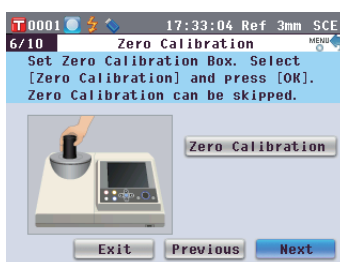 T 0001 17:33:04 Ref 3mm SCE
6/10 Zero Calibration MENU
Set Zero Calibration Box. Select
[Zero Calibration] and press [OK].
Zero Calibration can be skipped.
Zero Calibration
Exit Previous Next